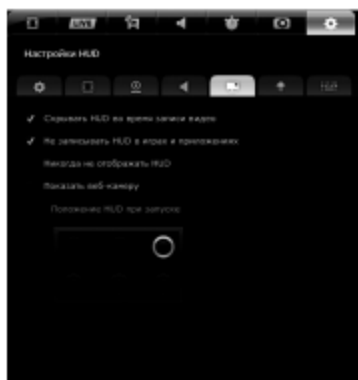 LIVE
Настройки HUD
Скрывать HUD во время записи видео
Не записывать HUD в играх и приложениях
Никогда не отображать HUD
Показать веб-камеру
Положение HUD при запуске